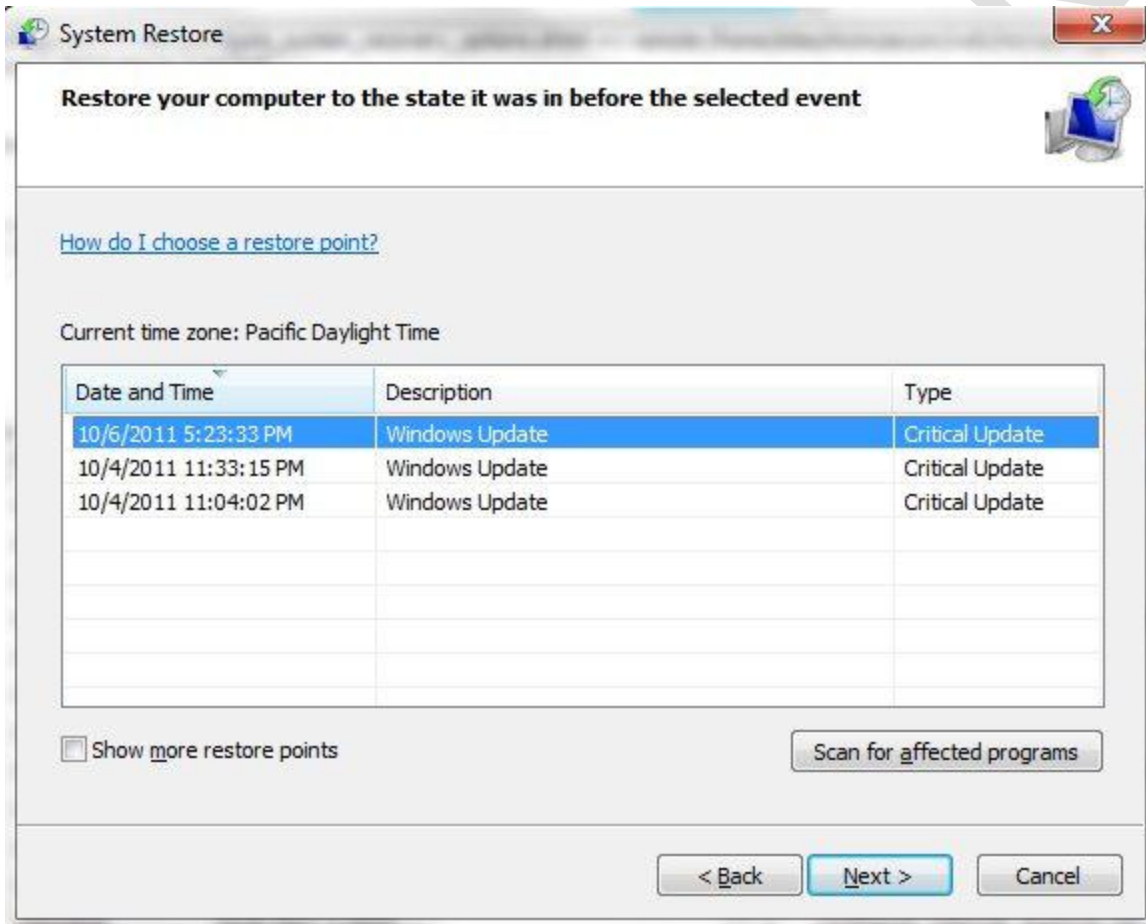 System Restore
Restore your computer to the state it was in before the selected event
How do I choose a restore point?
Current time zone: Pacific Daylight Time
Date and Time Description Type
10/6/2011 5:23:33 PM Windows Update Critical Update
10/4/2011 11:33:15 PM Windows Update Critical Update
10/4/2011 11:04:02 PM Windows Update Critical Update
Show more restore points Scan for affected programs
< Back Next > Cancel